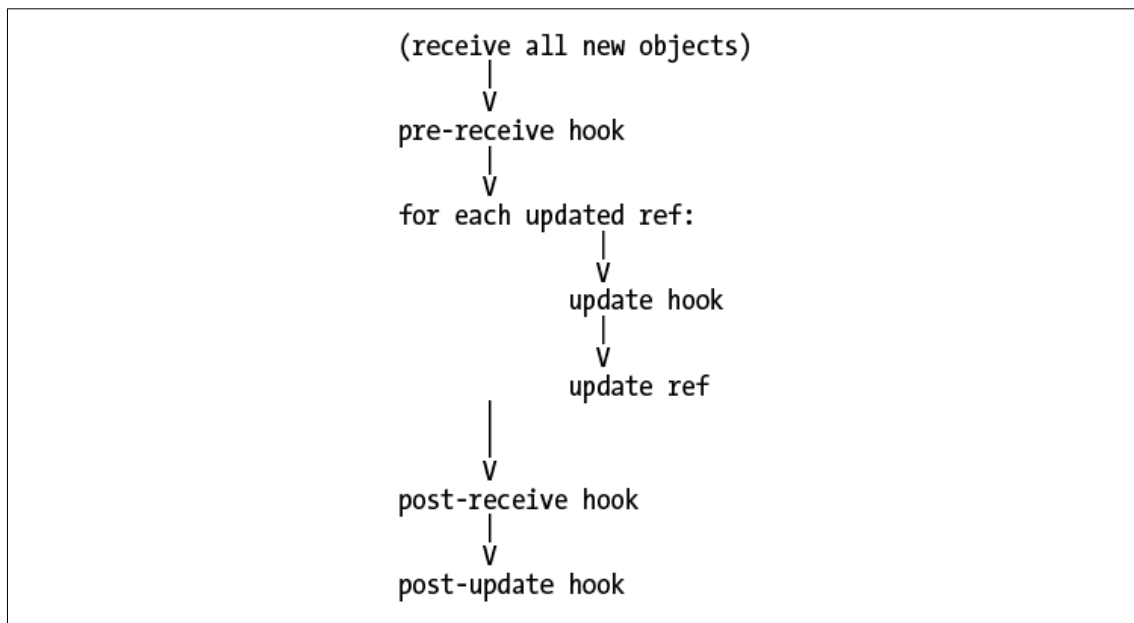 (receive all new objects)
|
V
pre-receive hook
|
V
for each updated ref:
|
V
update hook
|
V
update ref
|
|
V
post-receive hook
|
V
post-update hook